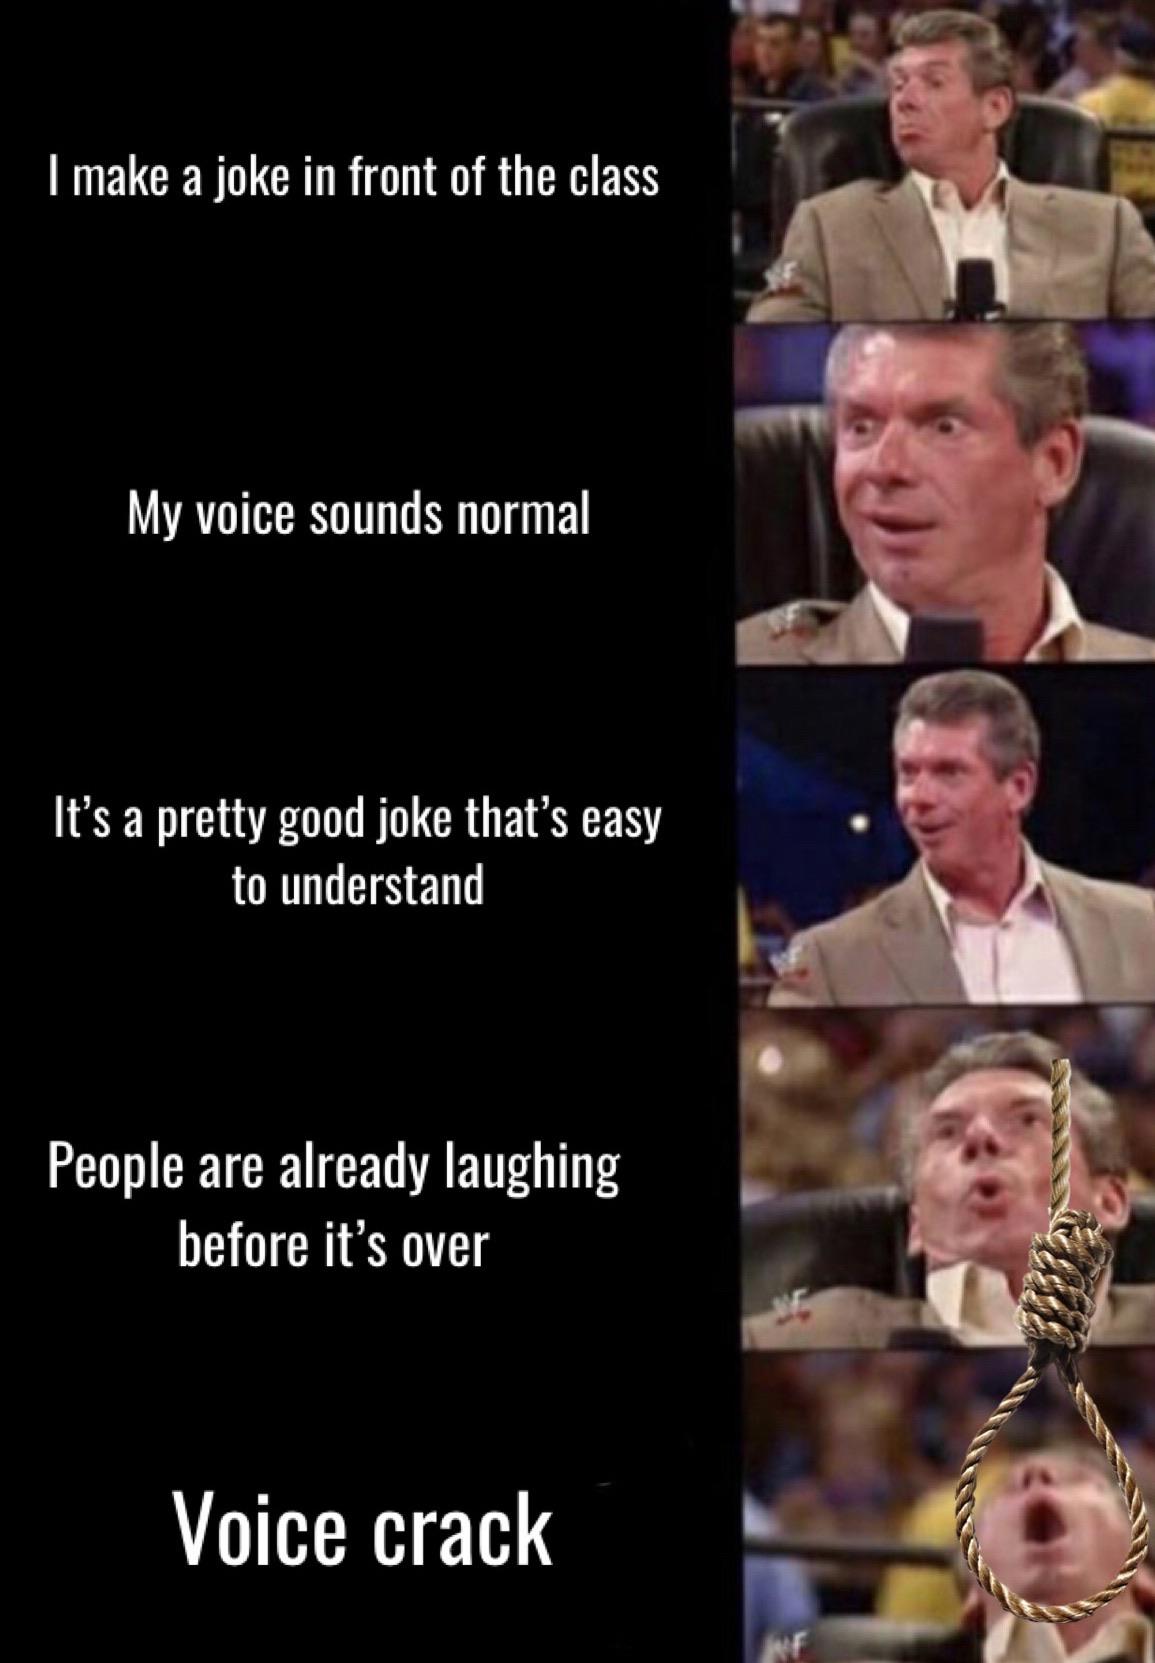 I make a joke in front of the class
My voice sounds normal
It's a pretty good joke that's easy
to understand
People are already laughing
before it's over
Voice crack